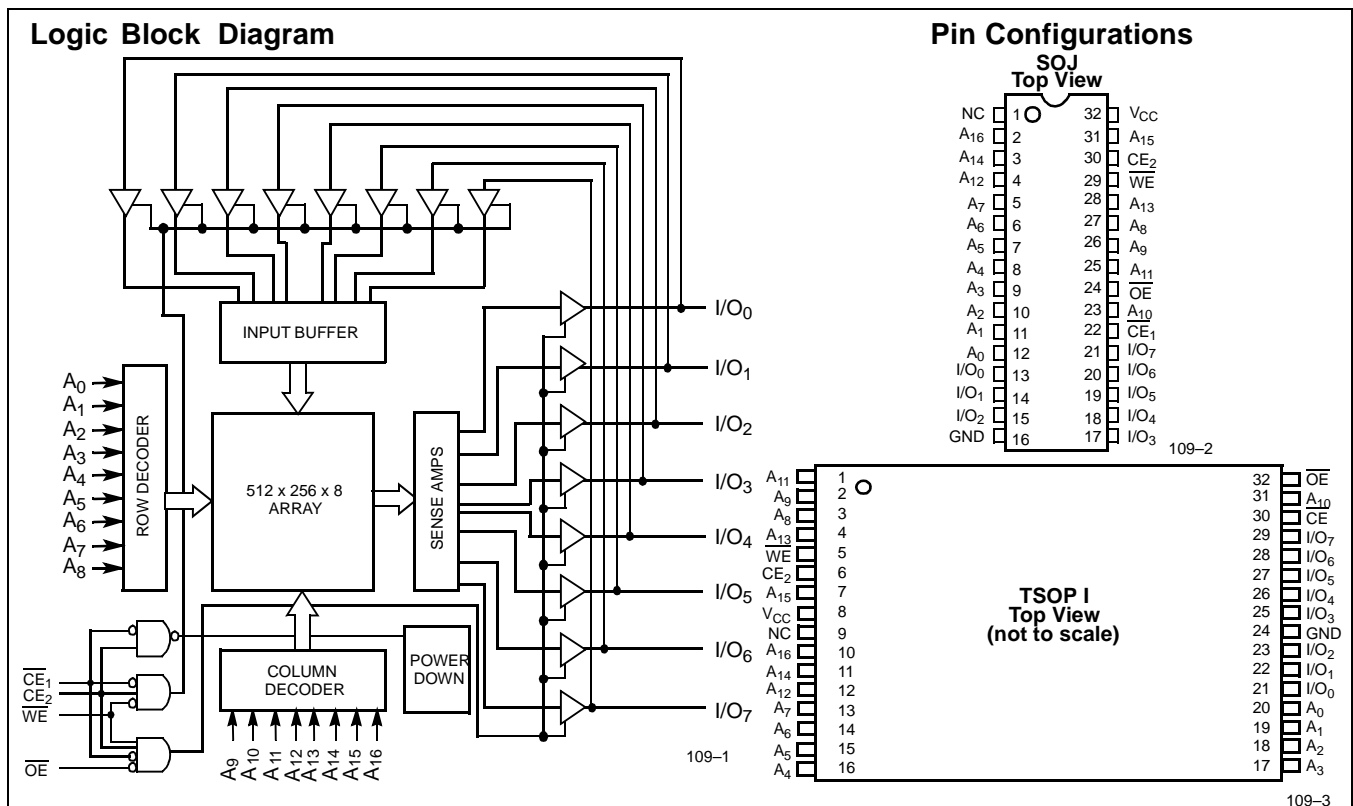 Logic Block Diagram
INPUT BUFFER
A0
A1
A2
A3
A4
A5
A6
A7
A8
ROW DECODER
512 x 256 x 8
ARRAY
SENSE AMPS
I/O0
I/O1
I/O2
I/O3
I/O4
I/O5
I/O6
I/O7
CE1
CE2
WE
OE
COLUMN
DECODER
POWER
DOWN
A9
A10
A11
A12
A13
A14
A15
A16
109–1
Pin Configurations
SOJ
Top View
NC 1 32 VCC
A16 2 31 A15
A14 3 30 CE2
A12 4 29 WE
A7 5 28 A13
A6 6 27 A8
A5 7 26 A9
A4 8 25 A11
A3 9 24 OE
A2 10 23 A10
A1 11 22 CE1
A0 12 21 I/O7
I/O0 13 20 I/O6
I/O1 14 19 I/O5
I/O2 15 18 I/O4
GND 16 17 I/O3
109–2
TSOP I
Top View
(not to scale)
A11 1 32 OE
A9 2 31 A10
A8 3 30 CE
A13 4 29 I/O7
WE 5 28 I/O6
CE2 6 27 I/O5
A15 7 26 I/O4
VCC 8 25 I/O3
NC 9 24 GND
A16 10 23 I/O2
A14 11 22 I/O1
A12 12 21 I/O0
A7 13 20 A0
A6 14 19 A1
A5 15 18 A2
A4 16 17 A3
109–3